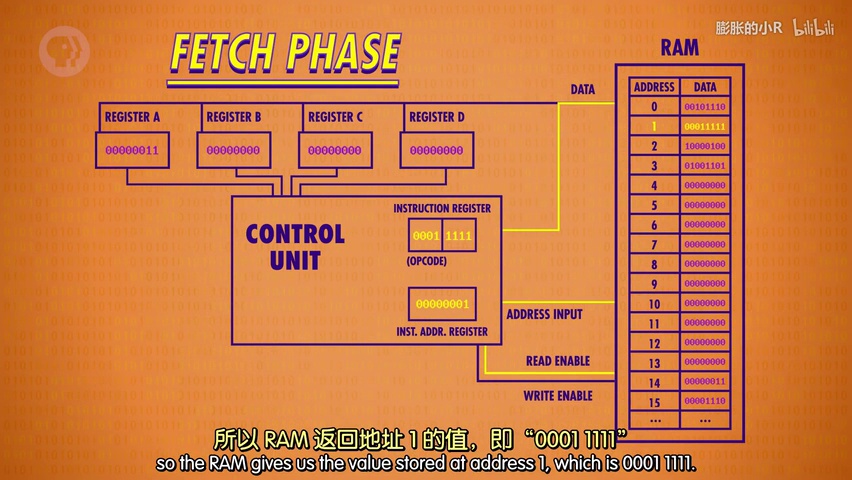 膨胀的小R bilibili
FETCH PHASE
RAM
DATA
REGISTER A
REGISTER B
REGISTER C
REGISTER D
00000011
00000000
00000000
00000000
ADDRESS DATA
0 00101110
1 00011111
2 10000100
3 01001101
4 00000000
5 00000000
6 00000000
7 00000000
8 00000000
9 00000000
10 00000000
11 00000000
12 00000000
13 00000000
14 00000011
15 00001110
... ...
CONTROL
UNIT
INSTRUCTION REGISTER
0001 1111
(OPCODE)
00000001
INST. ADDR. REGISTER
ADDRESS INPUT
READ ENABLE
WRITE ENABLE
所以 RAM 返回地址 1 的值，即“0001 1111”
so the RAM gives us the value stored at address 1, which is 0001 1111.